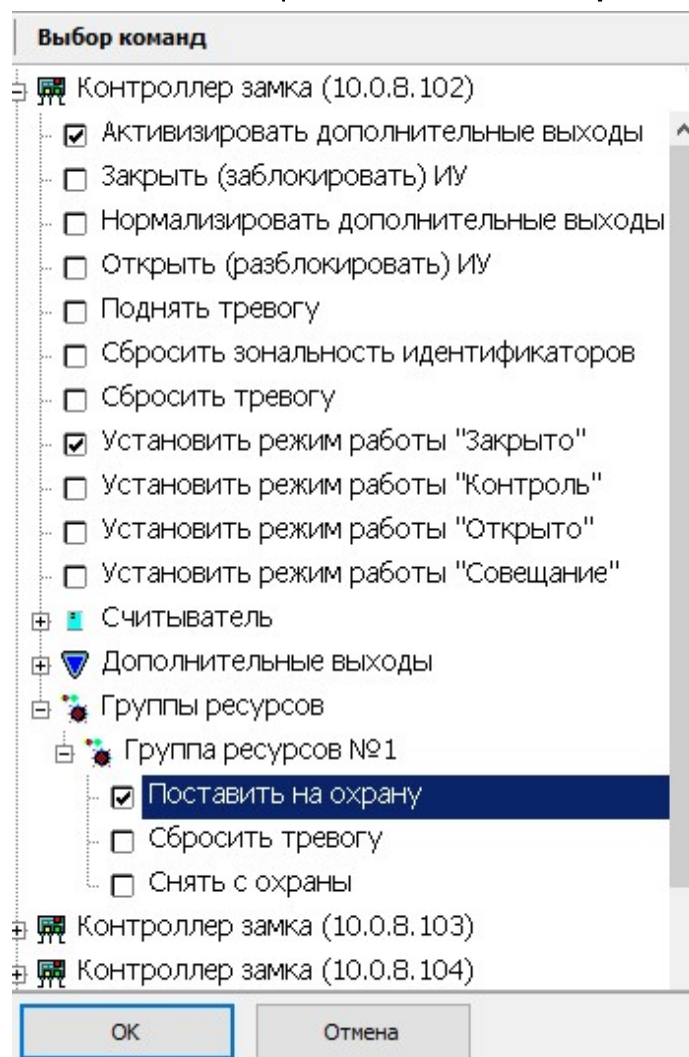 Выбор команд
Контроллер замка (10.0.8.102)
Активизировать дополнительные выходы
Закрыть (заблокировать) ИУ
Нормализировать дополнительные выходы
Открыть (разблокировать) ИУ
Поднять тревогу
Сбросить зональность идентификаторов
Сбросить тревогу
Установить режим работы "Закрыто"
Установить режим работы "Контроль"
Установить режим работы "Открыто"
Установить режим работы "Совещание"
Считыватель
Дополнительные выходы
Группы ресурсов
Группа ресурсов №1
Поставить на охрану
Сбросить тревогу
Снять с охраны
Контроллер замка (10.0.8.103)
Контроллер замка (10.0.8.104)
ОК Отмена